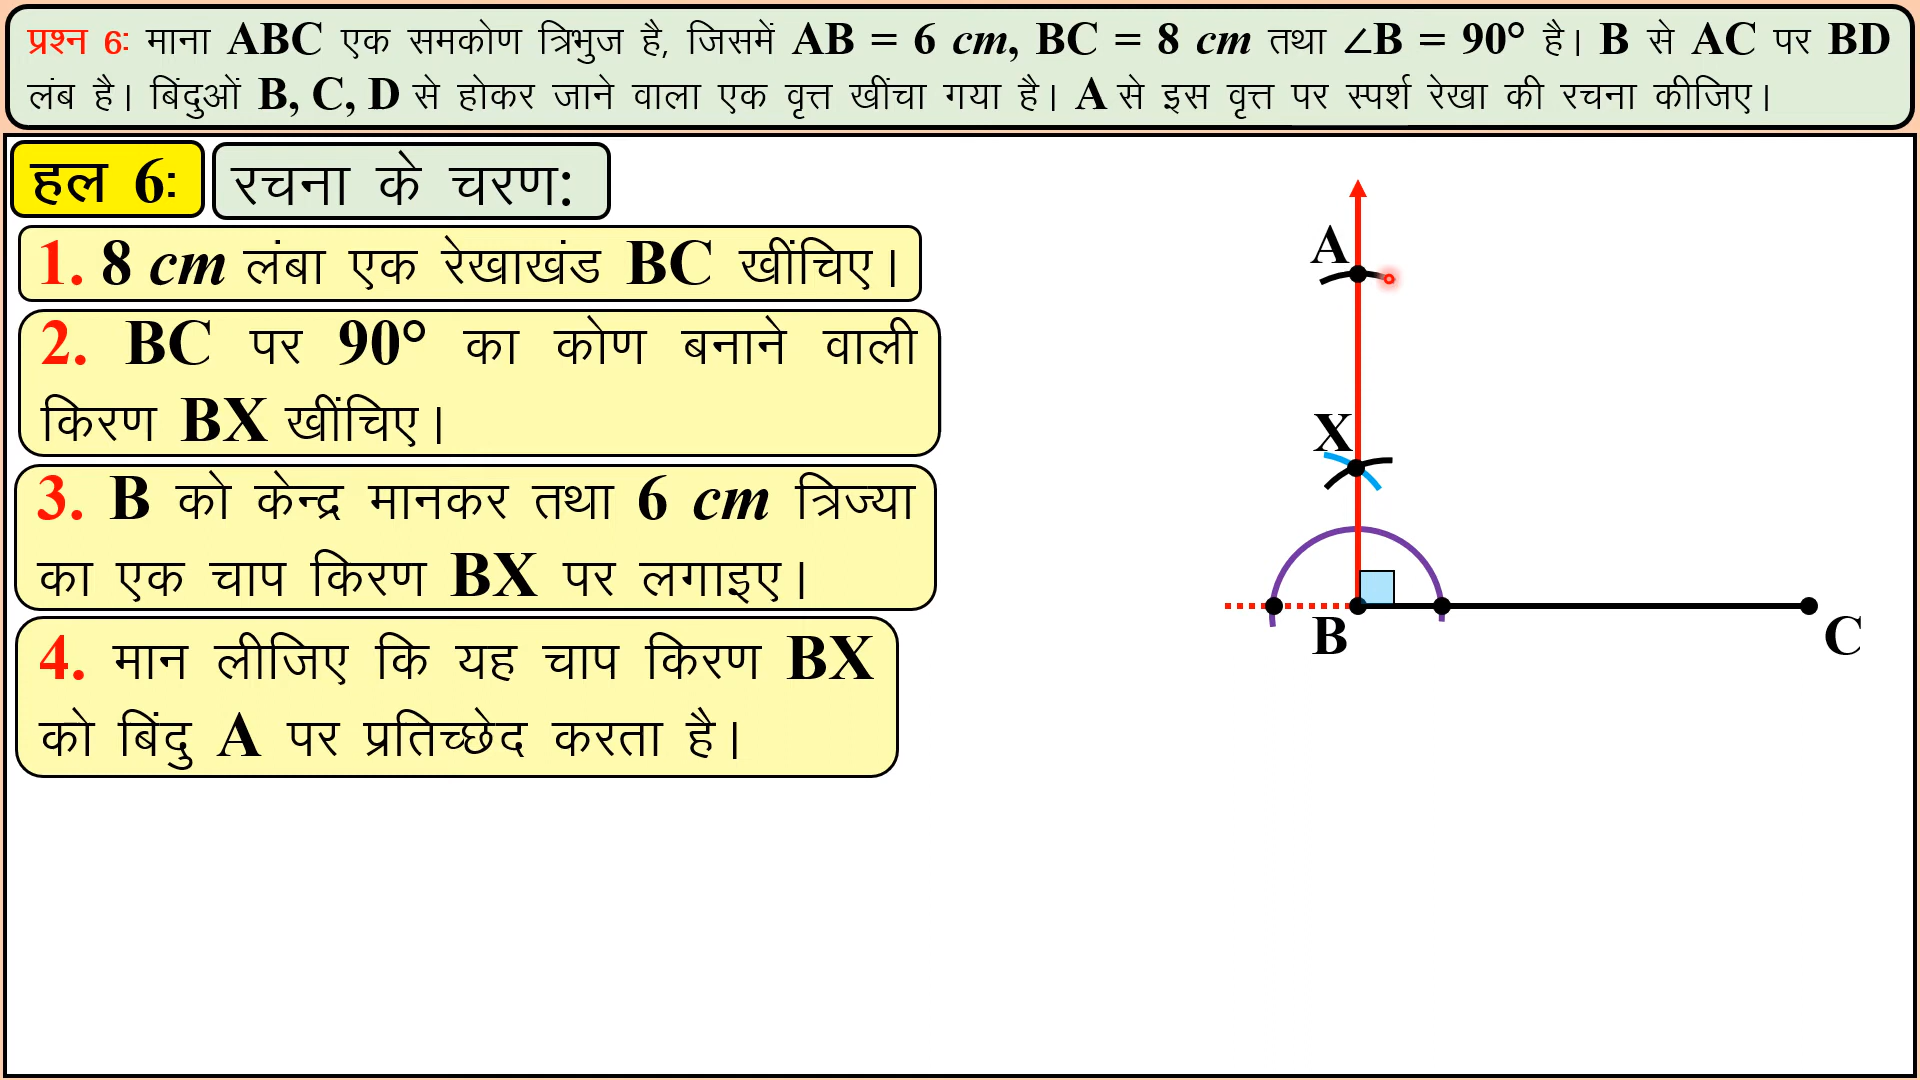 प्रश्न 6: माना ABC एक समकोण त्रिभुज है, जिसमें AB = 6 cm, BC = 8 cm तथा ∠B = 90° है। B से AC पर BD
लंब है। बिंदुओं B, C, D से होकर जाने वाला एक वृत्त खींचा गया है। A से इस वृत्त पर स्पर्श रेखा की रचना कीजिए।
हल 6: रचना के चरण:
1. 8 cm लंबा एक रेखाखंड BC खींचिए।
2. BC पर 90° का कोण बनाने वाली
किरण BX खींचिए।
3. B को केन्द्र मानकर तथा 6 cm त्रिज्या
का एक चाप किरण BX पर लगाइए।
4. मान लीजिए कि यह चाप किरण BX
को बिंदु A पर प्रतिच्छेद करता है।
A
X
B
C